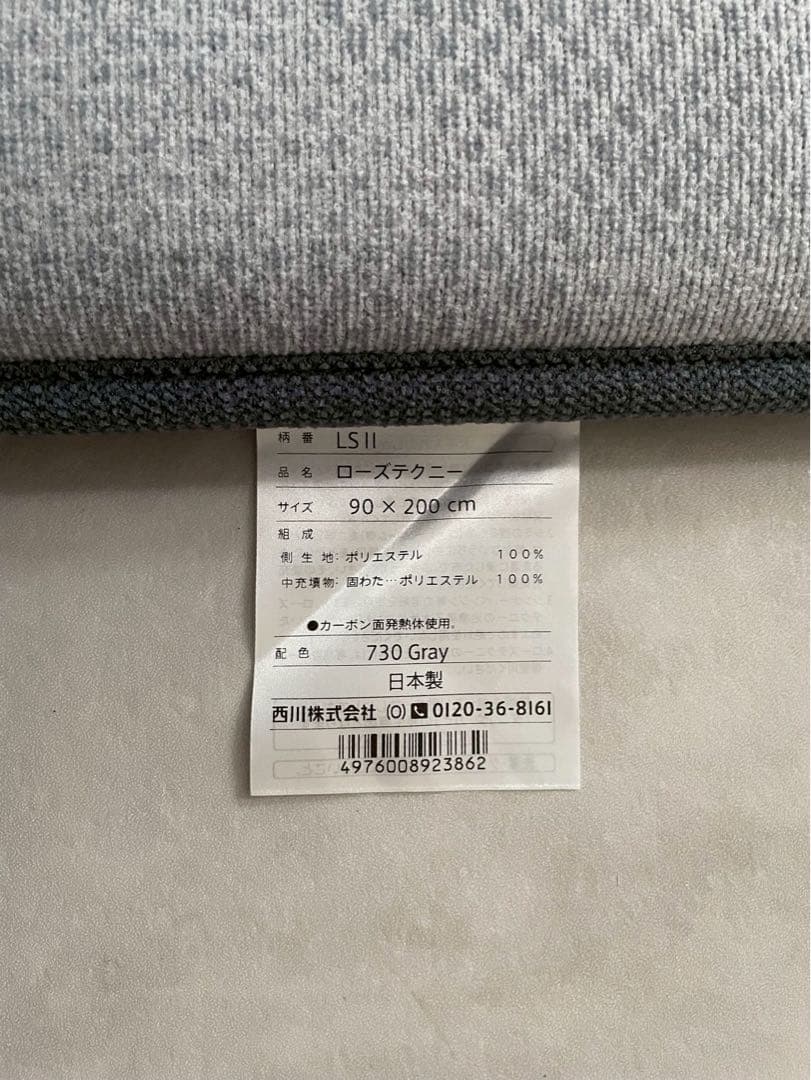 柄番 LSII
品名 ローズテクニー
サイズ 90 × 200 cm
組成
側生地: ポリエステル 100%
中充填物: 固わた…ポリエステル 100%
●カーボン面発熱体使用。
配色 730 Gray
日本製
西川株式会社 (O) 0120-36-8161
4976008923862